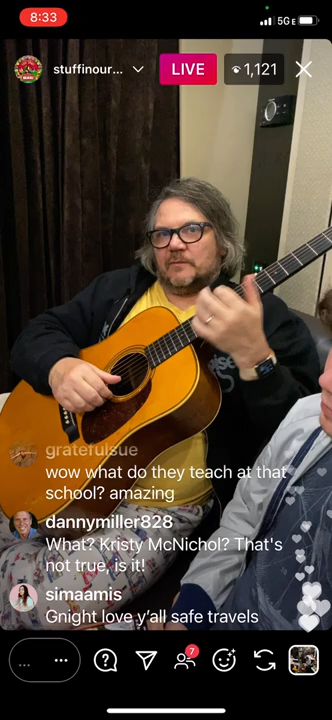 8:33
5GE
stuffinour...
LIVE
1,121
gratefulsue
wow what do they teach at that
school? amazing
dannymiller828
What? Kristy McNichol? That's
not true, is it!
simaamis
Gnight love y'all safe travels
...
7